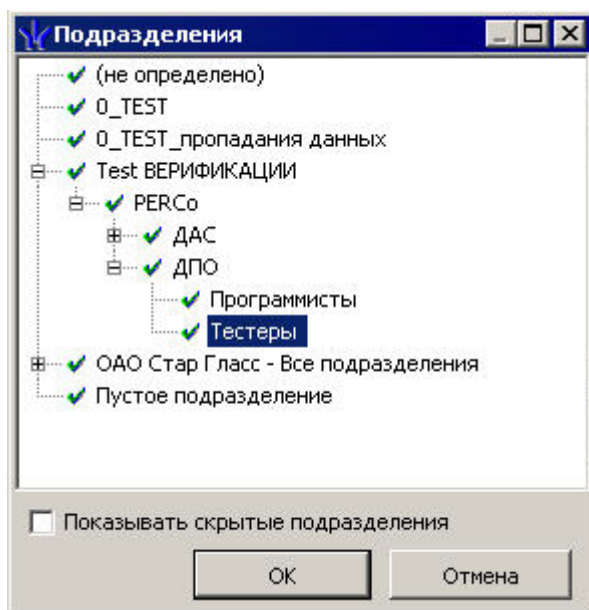 Подразделения
(не определено)
0_TEST
0_TEST_пропадания данных
Test ВЕРИФИКАЦИИ
PERCo
ДАС
ДПО
Программисты
Тестеры
ОАО Стар Гласс - Все подразделения
Пустое подразделение
Показывать скрытые подразделения
OK Отмена